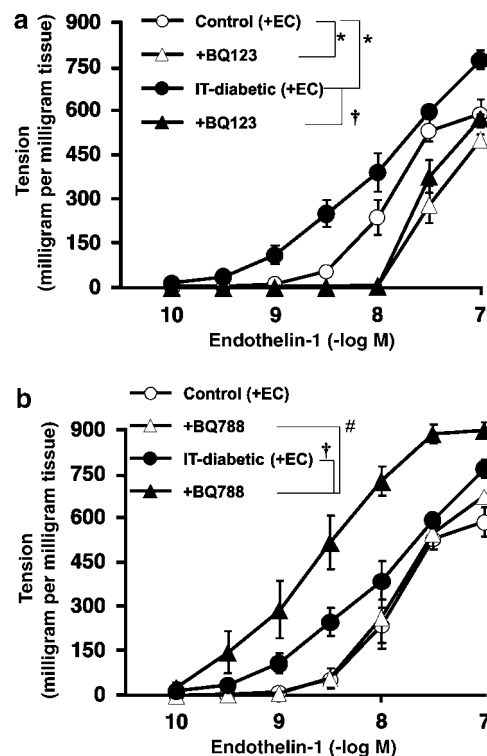 a
Control (+EC)
+BQ123
IT-diabetic (+EC)
+BQ123
*
*
†
Tension
(milligram per milligram tissue)
900
750
600
450
300
150
0
10
9
8
7
Endothelin-1 (-log M)
b
Control (+EC)
+BQ788
IT-diabetic (+EC)
+BQ788
#
†
Tension
(milligram per milligram tissue)
900
750
600
450
300
150
0
10
9
8
7
Endothelin-1 (-log M)